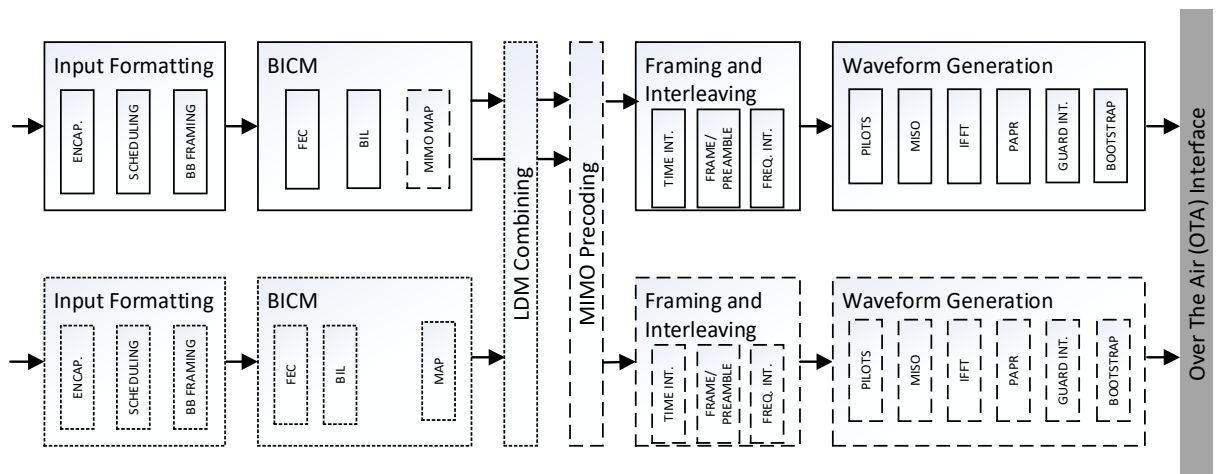 Input Formatting
ENCAP.
SCHEDULING
BB FRAMING
BICM
FEC
BIL
MIMO MAP
LDM Combining
MIMO Precoding
Framing and
Interleaving
TIME INT.
FRAME/
PREAMBLE
FREQ. INT.
Waveform Generation
PILOTS
MISO
IFFT
PAPR
GUARD INT.
BOOTSTRAP
Over The Air (OTA) Interface
Input Formatting
ENCAP.
SCHEDULING
BB FRAMING
BICM
FEC
BIL
MAP
Framing and
Interleaving
TIME INT.
FRAME/
PREAMBLE
FREQ. INT.
Waveform Generation
PILOTS
MISO
IFFT
PAPR
GUARD INT.
BOOTSTRAP